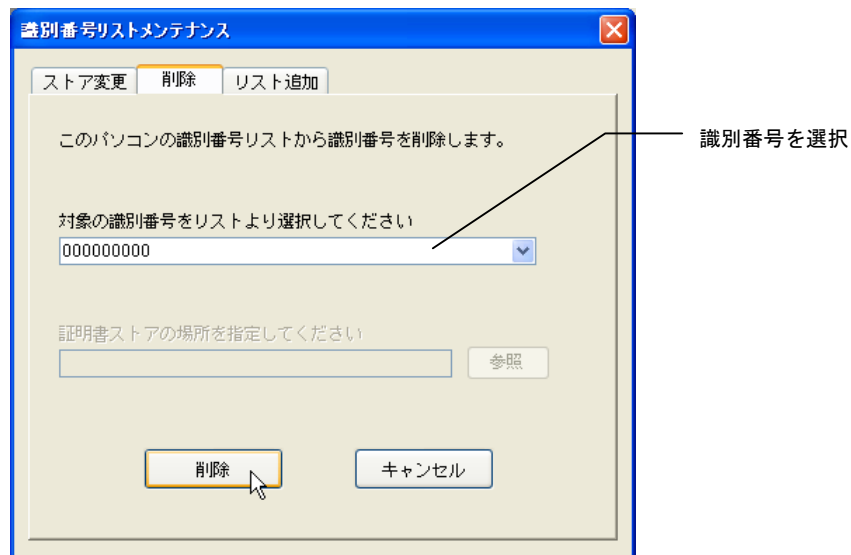 識別番号リストメンテナンス
ストア変更 削除 リスト追加
このパソコンの識別番号リストから識別番号を削除します。
識別番号を選択
対象の識別番号をリストより選択してください
000000000
証明書ストアの場所を指定してください
参照
削除 キャンセル